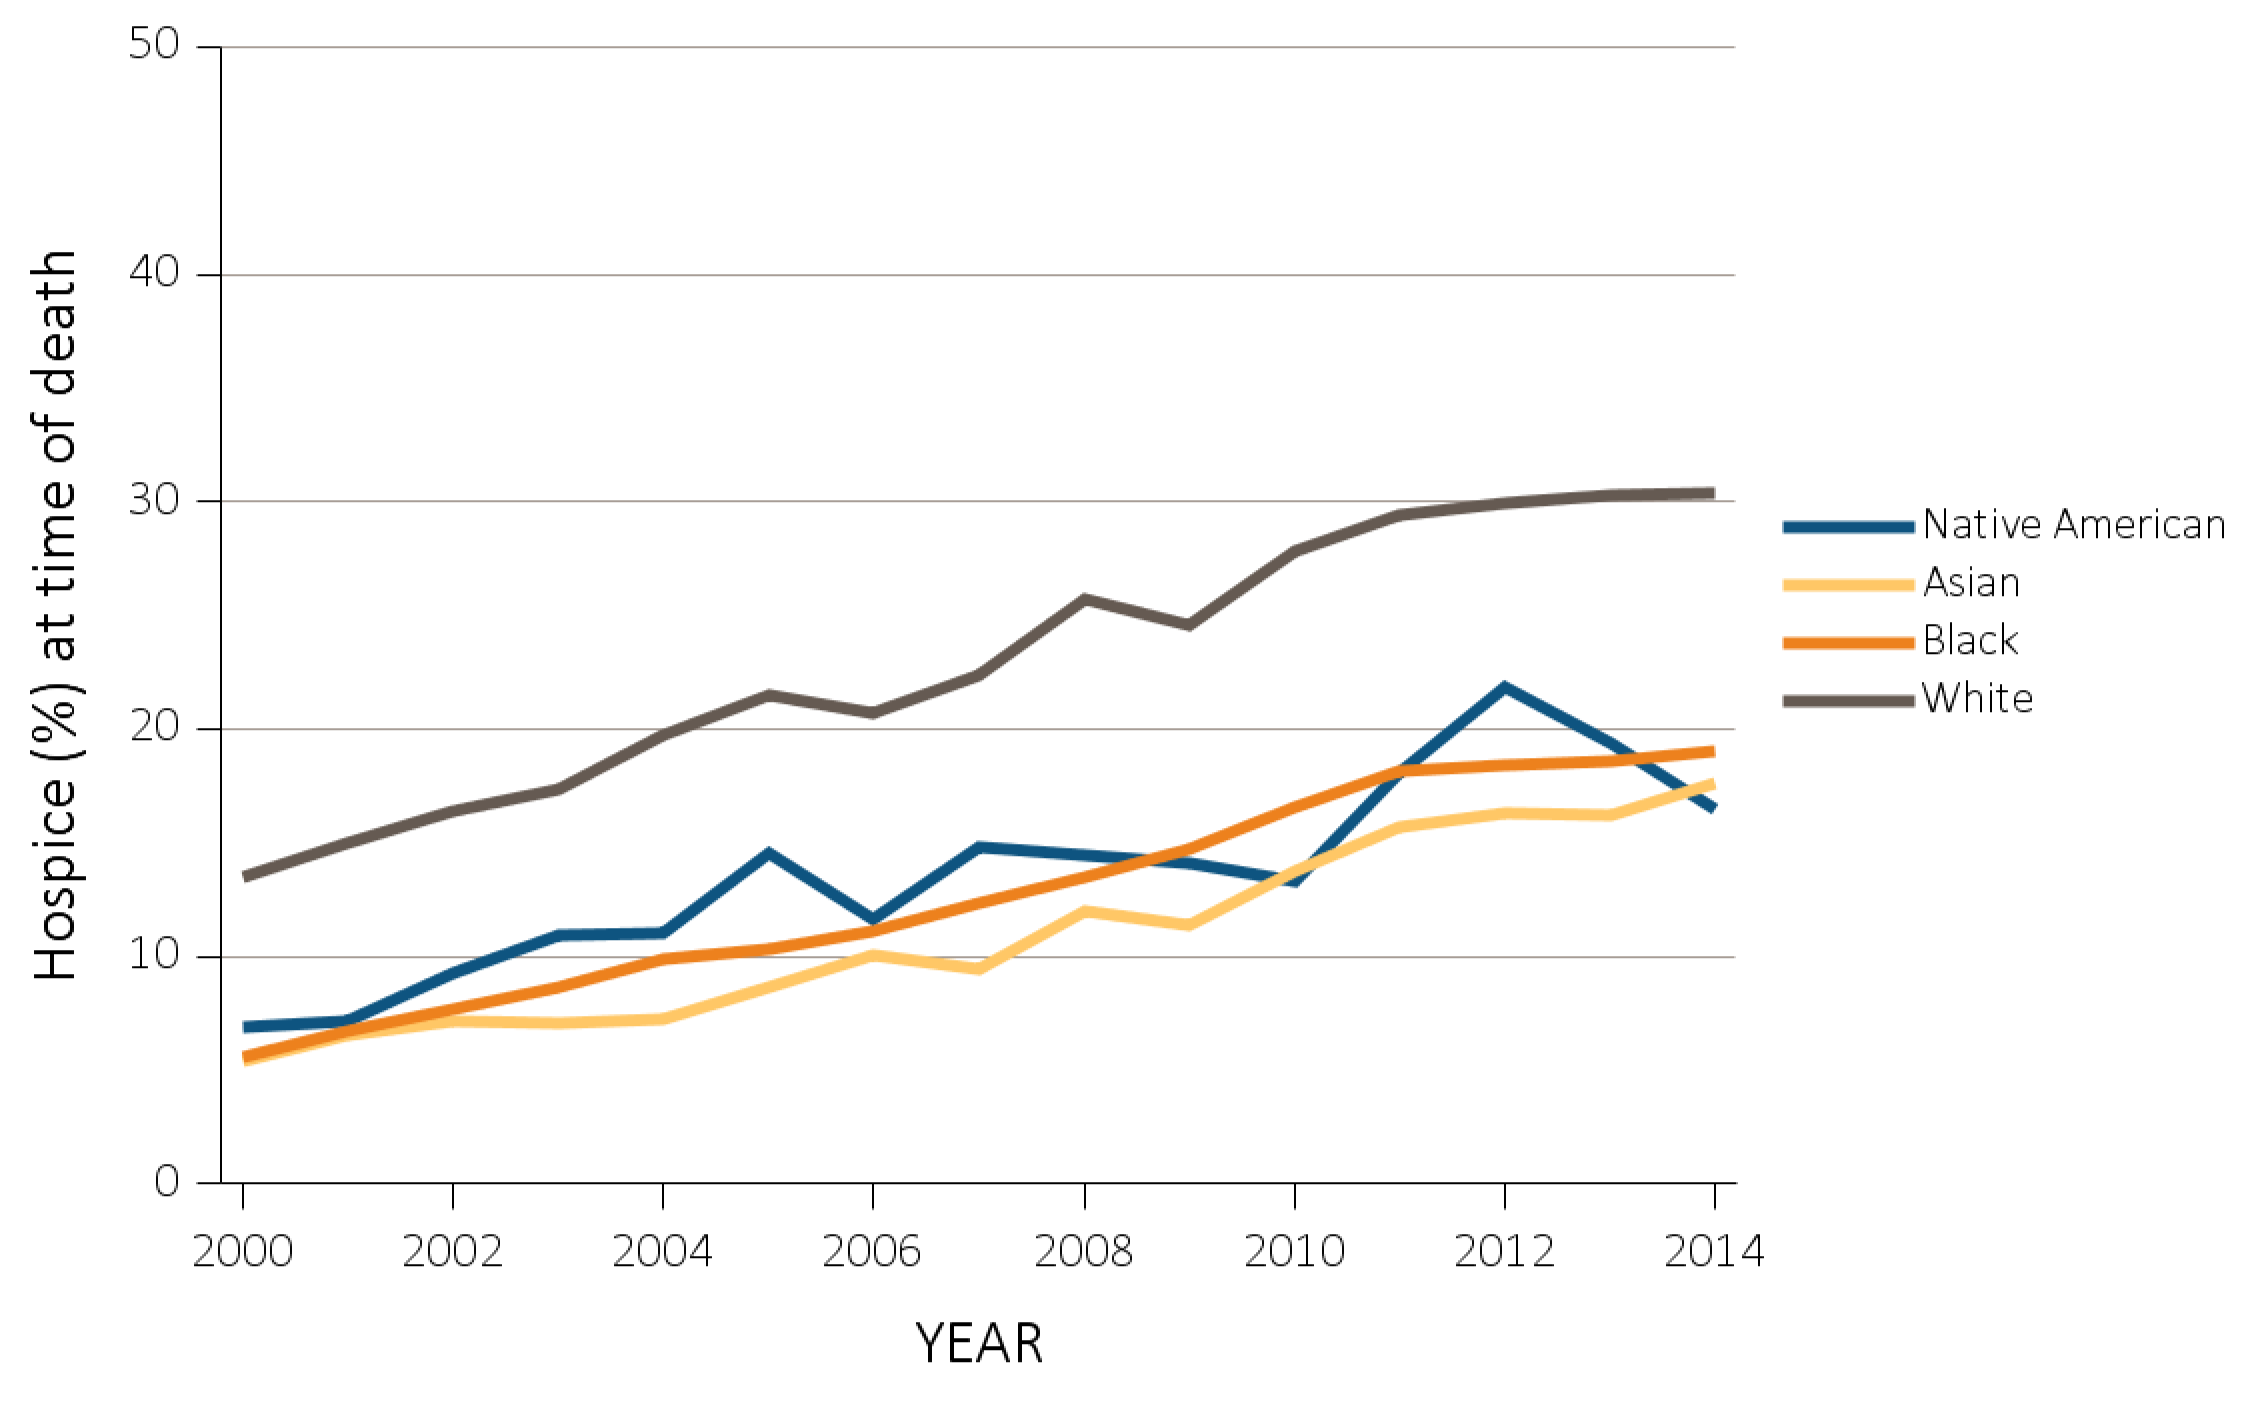 Hospice (%) at time of death
50
40
30
20
10
0
2000 2002 2004 2006 2008 2010 2012 2014
YEAR
Native American
Asian
Black
White